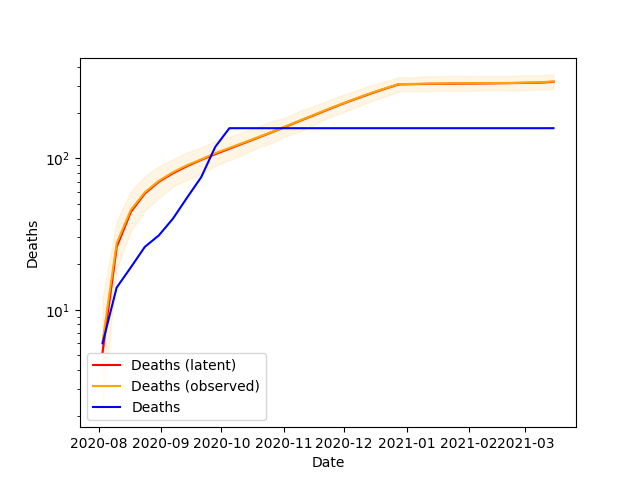 Deaths
10²
10¹
Deaths (latent)
Deaths (observed)
Deaths
2020-08 2020-09 2020-10 2020-11 2020-12 2021-01 2021-02 2021-03
Date